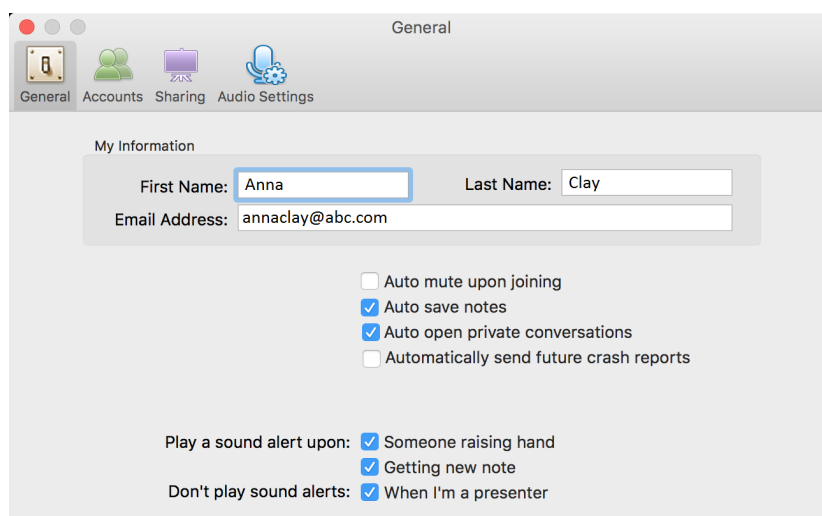 General
General Accounts Sharing Audio Settings
My Information
First Name: Anna Last Name: Clay
Email Address: annaclay@abc.com
Auto mute upon joining
Auto save notes
Auto open private conversations
Automatically send future crash reports
Play a sound alert upon: Someone raising hand
Getting new note
Don't play sound alerts: When I'm a presenter